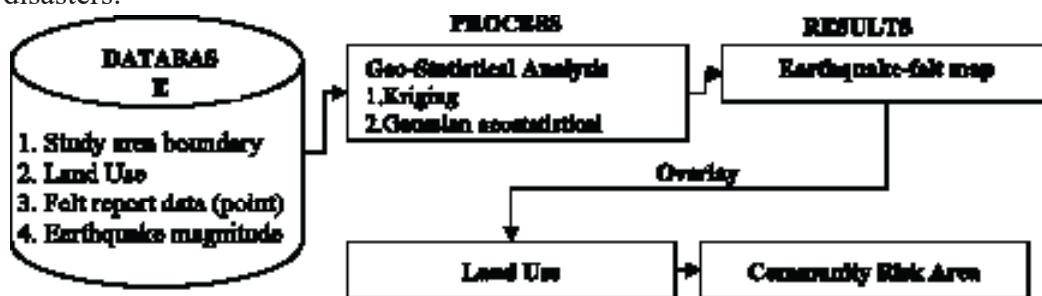 disasters.
PROCESS
RESULTS
DATABAS
E
1. Study area boundary
2. Land Use
3. Felt report data (point)
4. Earthquake magnitude
Geo-Statistical Analysis
1.Kriging
2.Gaussian geostatistical
Earthquake-felt map
Overlay
Land Use
Community Risk Area